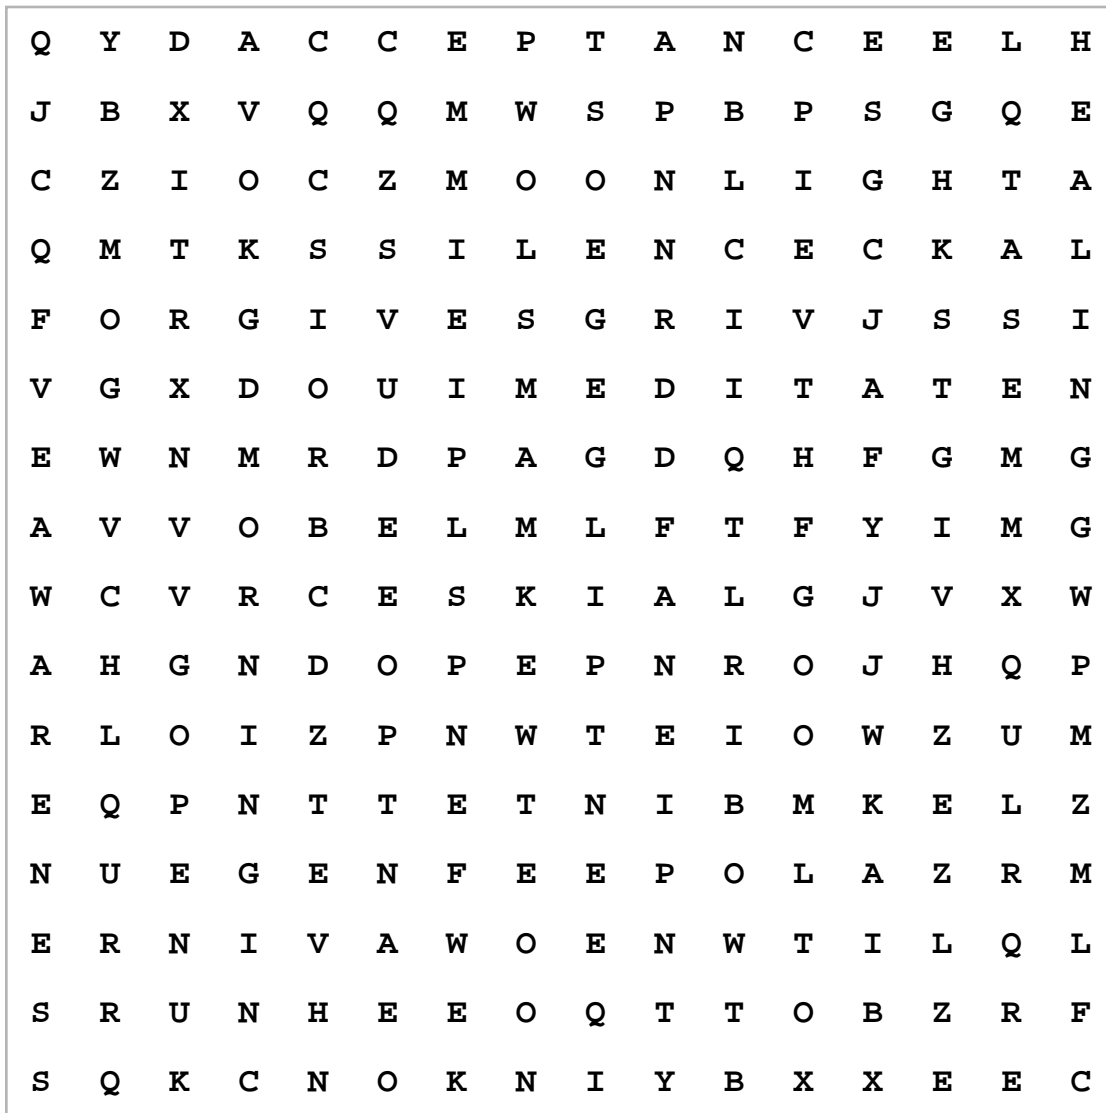 Q Y D A C C E P T A N C E E L H
J B X V Q Q M W S P B P S G Q E
C Z I O C Z M O O N L I G H T A
Q M T K S S I L E N C E C K A L
F O R G I V E S G R I V J S S I
V G X D O U I M E D I T A T E N
E W N M R D P A G D Q H F G M G
A V V O B E L M L F T F Y I M G
W C V R C E S K I A L G J V X W
A H G N D O P E P N R O J H Q P
R L O I Z P N W T E I O W Z U M
E Q P N T T E T N I B M K E L Z
N U E G E N F E E P O L A Z R M
E R N I V A W O E N W T I L Q L
S R U N H E E O Q T T O B Z R F
S Q K C N O K N I Y B X X E E C